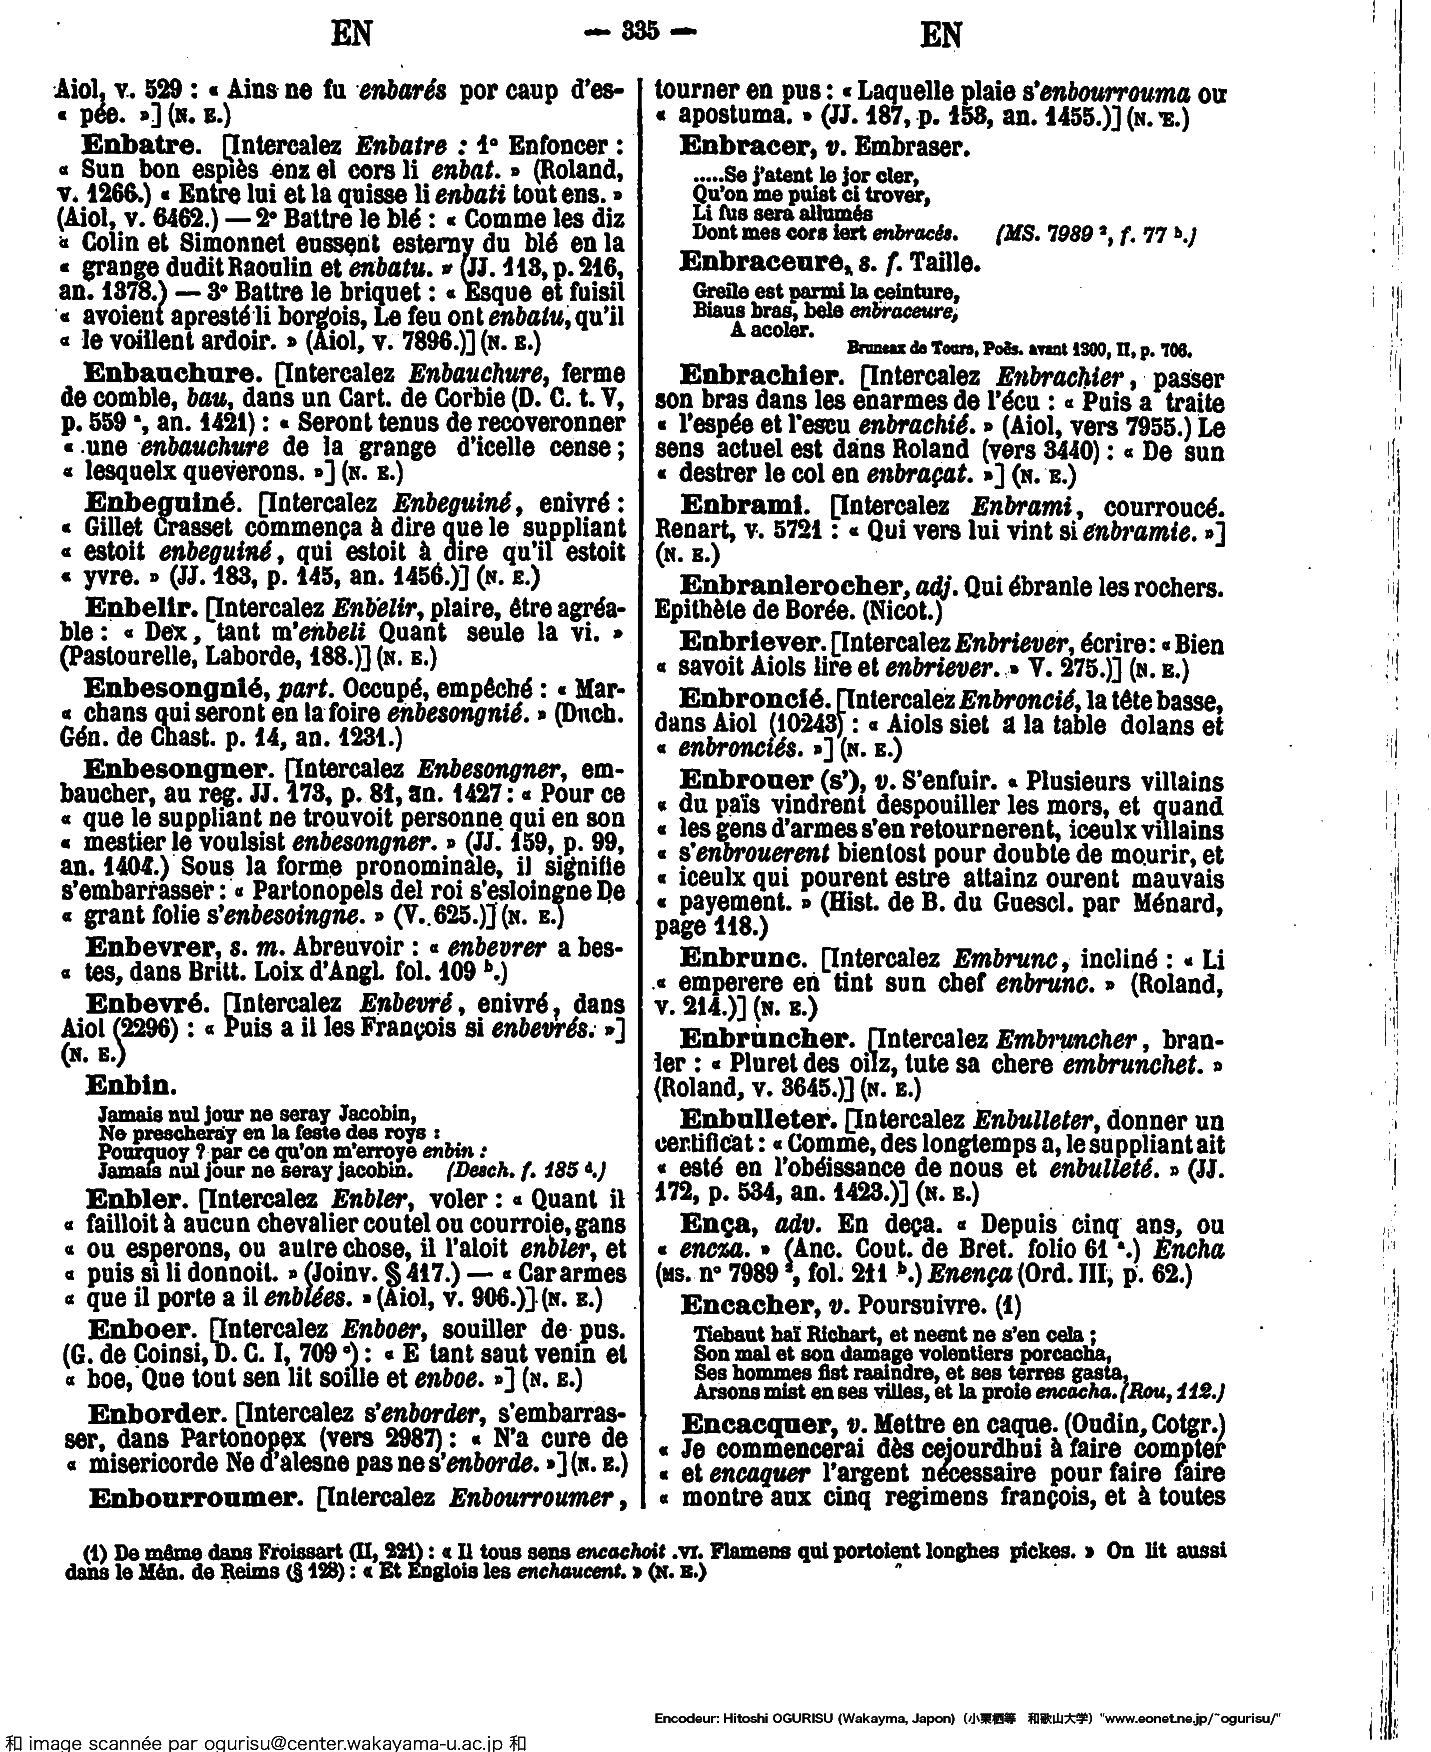 EN — 335 — EN
Aiol, v. 529 : « Ains ne fu enbarés por caup d'es-
« pée. »] (N. E.)
Enbatre. [Intercalez Enbatre : 1° Enfoncer :
« Sun bon espiès enz el cors li enbat. » (Roland,
v. 1266.) « Entre lui et la quisse li enbati tout ens. »
(Aiol, v. 6462.) — 2° Battre le blé : « Comme les diz
« Colin et Simonnet eussent esterny du blé en la
« grange dudit Raoulin et enbatu. » (JJ. 113, p. 216,
an. 1378.) — 3° Battre le briquet : « Esque et fuisil
« avoient apresté li borgois, Le feu ont enbatu, qu'il
« le voillent ardoir. » (Aiol, v. 7896.)] (N. E.)
Enbauchure. [Intercalez Enbauchure, ferme
de comble, bau, dans un Cart. de Corbie (D. C. t. V,
p. 559 a, an. 1421) : « Seront tenus de recoveronner
« une enbauchure de la grange d'icelle cense ;
« lesquelx queverons. »] (N. E.)
Enbeguiné. [Intercalez Enbeguiné, enivré :
« Gillet Crasset commença à dire que le suppliant
« estoit enbeguiné, qui estoit à dire qu'il estoit
« yvre. » (JJ. 183, p. 145, an. 1456.)] (N. E.)
Enbelir. [Intercalez Enbelir, plaire, être agréa-
ble : « Dex, tant m'enbeli Quant seule la vi. »
(Pastourelle, Laborde, 188.)] (N. E.)
Enbesongnié, part. Occupé, empêché : « Mar-
« chans qui seront en la foire enbesongnié. » (Duch.
Gén. de Chast. p. 14, an. 1231.)
Enbesongner. [Intercalez Enbesongner, em-
baucher, au reg. JJ. 173, p. 81, an. 1427 : « Pour ce
« que le suppliant ne trouvoit personne qui en son
« mestier le voulsist enbesongner. » (JJ. 159, p. 99,
an. 1404.) Sous la forme pronominale, il signifie
s'embarrasser : « Partonopels del roi s'esloingne De
« grant folie s'enbesoingne. » (V. 625.)] (N. E.)
Enbevrer, s. m. Abreuvoir : « enbevrer a bes-
« tes, dans Britt. Loix d'Angl. fol. 109 b.)
Enbevré. [Intercalez Enbevré, enivré, dans
Aiol (2296) : « Puis a il les François si enbevrés. »]
(N. E.)
Enbin.
Jamais nul jour ne seray Jacobin,
Ne prescheray en la feste des roys :
Pourquoy ? par ce qu'on m'erroye enbin :
Jamais nul jour ne seray jacobin. (Desch. f. 185 d.)
Enbler. [Intercalez Enbler, voler : « Quant il
« failloit à aucun chevalier coutel ou courroie, gans
« ou esperons, ou autre chose, il l'aloit enbler, et
« puis si li donnoit. » (Joinv. § 417.) — « Car armes
« que il porte a il enblées. » (Aiol, v. 906.)] (N. E.)
Enboer. [Intercalez Enboer, souiller de pus.
(G. de Coinsi, D. C. I, 709 c) : « E tant saut venin et
« boe, Que tout sen lit soille et enboe. »] (N. E.)
Enborder. [Intercalez s'enborder, s'embarras-
ser, dans Partonopex (vers 2987) : « N'a cure de
« misericorde Ne d'alesne pas ne s'enborde. »] (N. E.)
Enbourroumer. [Intercalez Enbourroumer,
tourner en pus : « Laquelle plaie s'enbourrouma ou
« apostuma. » (JJ. 187, p. 153, an. 1455.)] (N. E.)
Enbracer, v. Embraser.
.....Se j'atent le jor cler,
Qu'on me puist ci trover,
Li fus sera allumés
Dont mes cors iert enbracés. (MS. 7989 2, f. 77 b.)
Enbraceure, s. f. Taille.
Greile est parmi la ceinture,
Biaus bras, bele enbraceure,
A acoler.
Bruneax de Tours, Poës. avant 1300, II, p. 706.
Enbrachier. [Intercalez Enbrachier, passer
son bras dans les enarmes de l'écu : « Puis a traite
« l'espée et l'escu enbrachié. » (Aiol, vers 7955.) Le
sens actuel est dans Roland (vers 3440) : « De sun
« destrer le col en enbraçat. »] (N. E.)
Enbrami. [Intercalez Enbrami, courroucé.
Renart, v. 5721 : « Qui vers lui vint si enbramie. »]
(N. E.)
Enbranlerocher, adj. Qui ébranle les rochers.
Epithète de Borée. (Nicot.)
Enbriever. [Intercalez Enbriever, écrire : « Bien
« savoit Aiols lire et enbriever. » V. 275.)] (N. E.)
Enbroncié. [Intercalez Enbroncié, la tête basse,
dans Aiol (10243) : « Aiols siet a la table dolans et
« enbronciés. »] (N. E.)
Enbrouer (s'), v. S'enfuir. « Plusieurs villains
« du païs vindrent despouiller les mors, et quand
« les gens d'armes s'en retournerent, iceulx villains
« s'enbrouerent bientost pour doubte de mourir, et
« iceulx qui pourent estre attainz ourent mauvais
« payement. » (Hist. de B. du Guescl. par Ménard,
page 118.)
Enbrunc. [Intercalez Embrunc, incliné : « Li
« emperere en tint sun chef enbrunc. » (Roland,
v. 214.)] (N. E.)
Enbruncher. [Intercalez Embruncher, bran-
ler : « Pluret des oilz, tute sa chere embrunchet. »
(Roland, v. 3645.)] (N. E.)
Enbulleter. [Intercalez Enbulleter, donner un
certificat : « Comme, des longtemps a, le suppliant ait
« esté en l'obéissance de nous et enbulleté. » (JJ.
172, p. 534, an. 1423.)] (N. E.)
Ença, adv. En deça. « Depuis cinq ans, ou
« encza. » (Anc. Cout. de Bret. folio 61 a.) Encha
(MS. n° 7989 2, fol. 211 b.) Enença (Ord. III, p. 62.)
Encacher, v. Poursuivre. (1)
Tiebaut haï Richart, et neent ne s'en cela ;
Son mal et son damage volentiers porcacha,
Ses hommes fist raaindre, et ses terres gasta,
Arsons mist en ses villes, et la proie encacha. (Rou, 112.)
Encacquer, v. Mettre en caque. (Oudin, Cotgr.)
« Je commencerai dès cejourdhui à faire compter
« et encaquer l'argent nécessaire pour faire faire
« montre aux cinq regimens françois, et à toutes
(1) De même dans Froissart (II, 221) : « Il tous sens encachoit .VI. Flamens qui portoient longhes pickes. » On lit aussi
dans le Mén. de Reims (§ 128) : « Et Englois les enchaucent. » (N. E.)
Encodeur: Hitoshi OGURISU (Wakayma, Japon)（小栗栖等 和歌山大学）"www.eonet.ne.jp/~ogurisu/"
和 image scannée par ogurisu@center.wakayama-u.ac.jp 和